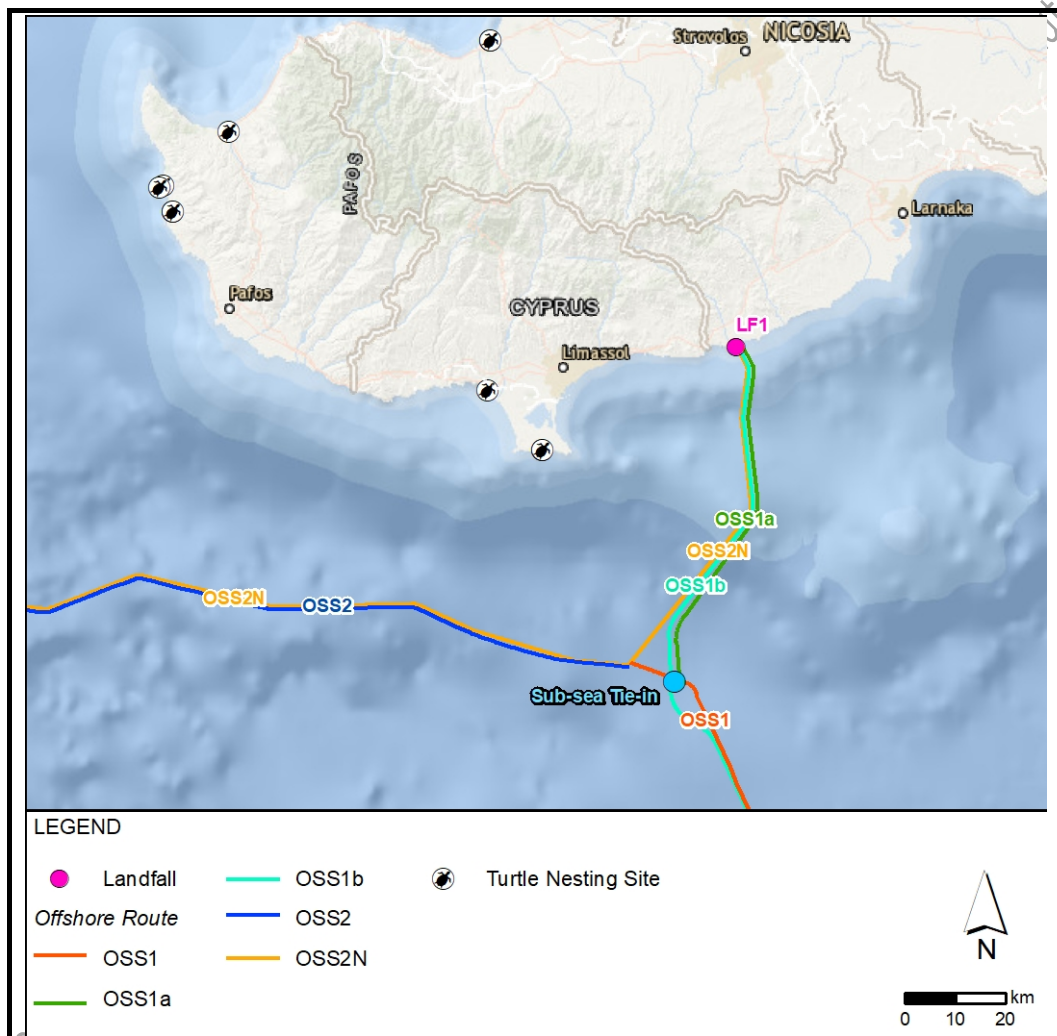 Strovolos
NICOSIA
PAFOS
Larnaka
Pafos
CYPRUS
LF1
Limassol
OSS1a
OSS2N
OSS1b
OSS2N
OSS2
Sub-sea Tie-in
OSS1
LEGEND
Landfall
OSS1b
Turtle Nesting Site
Offshore Route
OSS2
OSS1
OSS2N
OSS1a
N
km
0 10 20